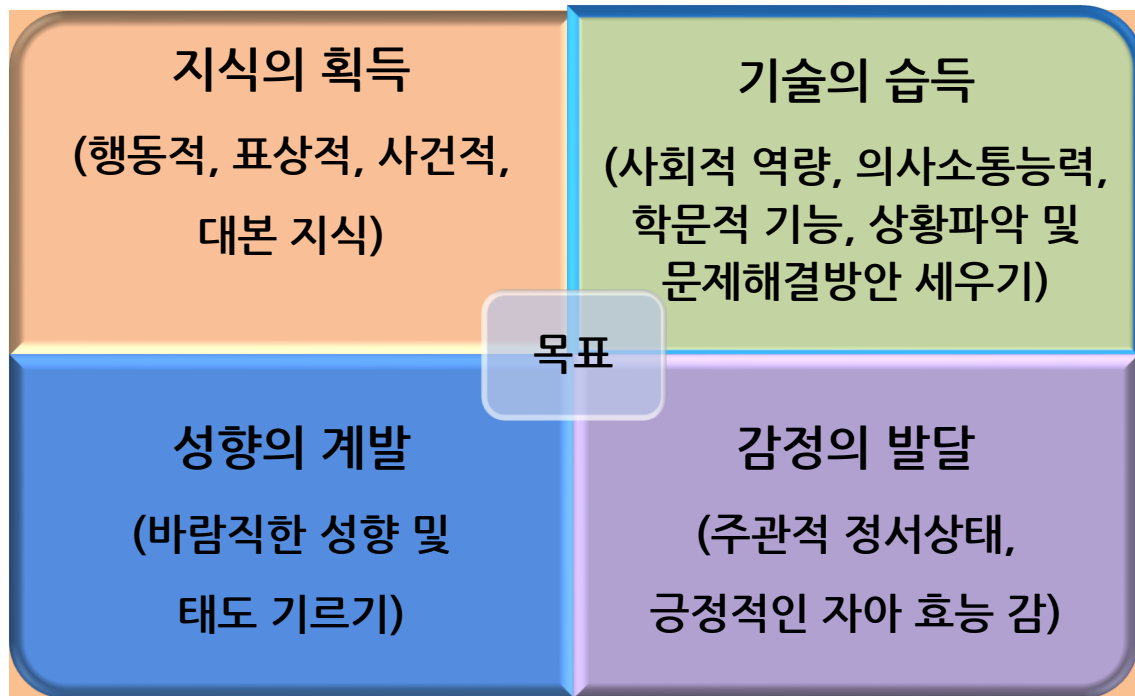 지식의 획득
(행동적, 표상적, 사건적,
대본 지식)
기술의 습득
(사회적 역량, 의사소통능력,
학문적 기능, 상황파악 및
문제해결방안 세우기)
목표
성향의 계발
(바람직한 성향 및
태도 기르기)
감정의 발달
(주관적 정서상태,
긍정적인 자아 효능 감)